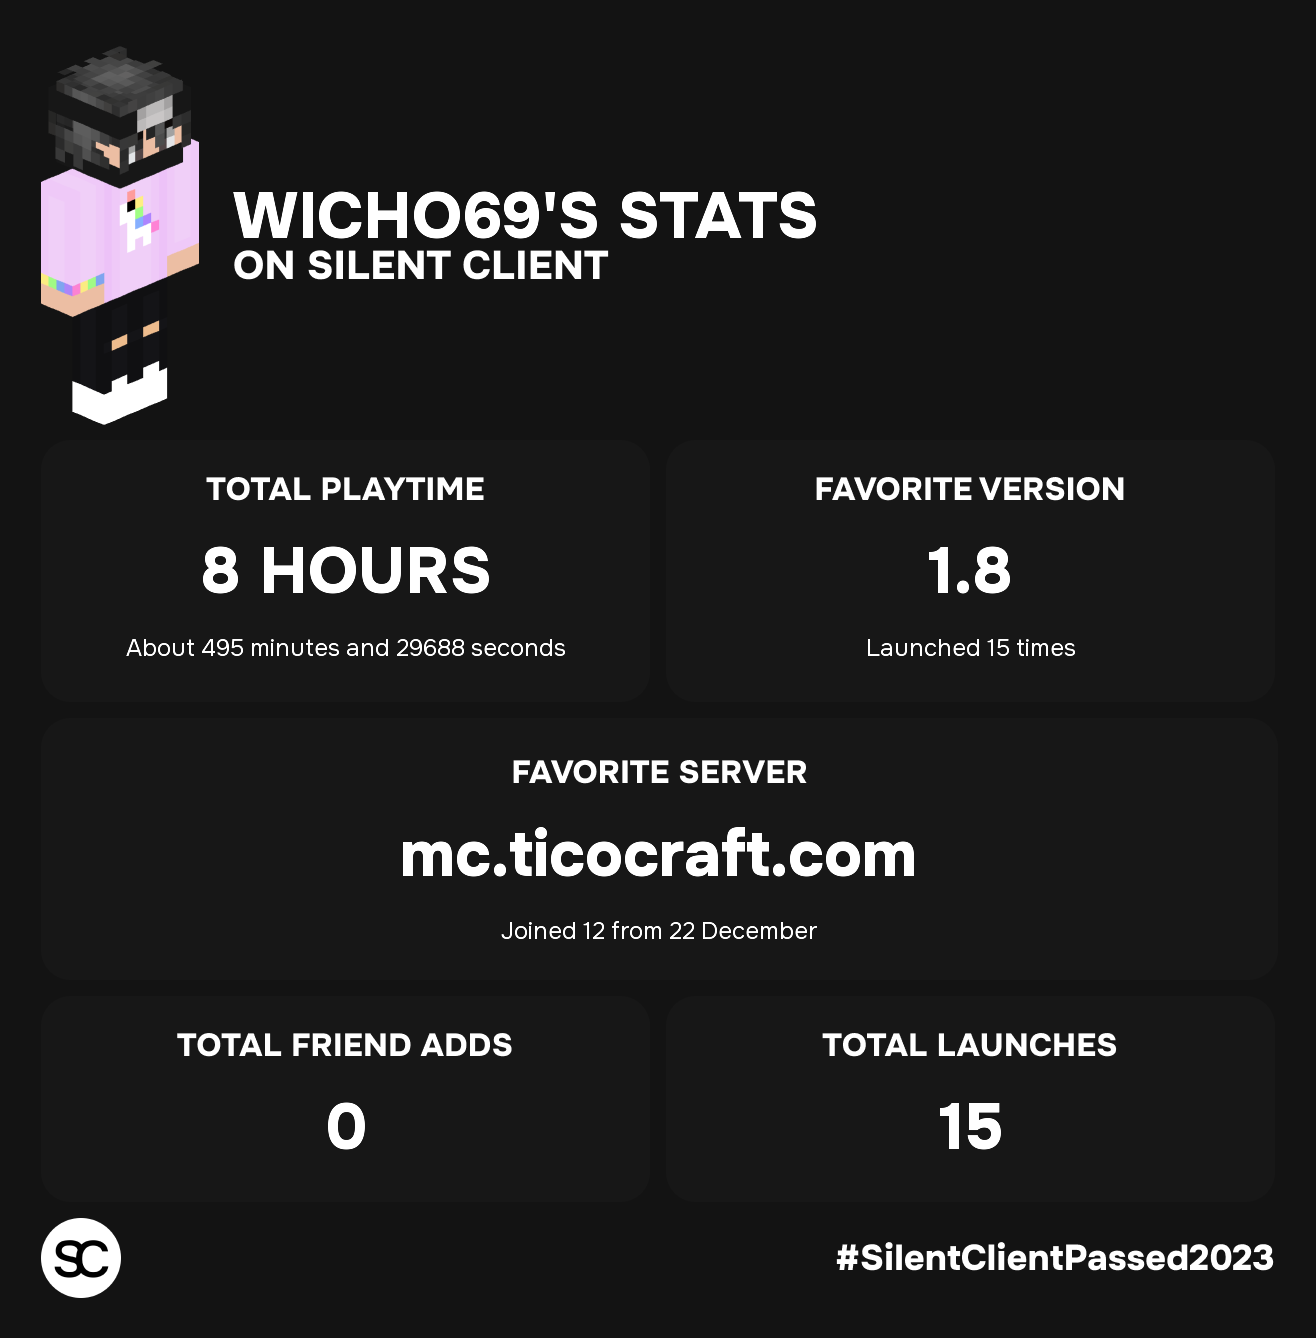 WICHO69'S STATS
ON SILENT CLIENT
TOTAL PLAYTIME
8 HOURS
About 495 minutes and 29688 seconds
FAVORITE VERSION
1.8
Launched 15 times
FAVORITE SERVER
mc.ticocraft.com
Joined 12 from 22 December
TOTAL FRIEND ADDS
0
TOTAL LAUNCHES
15
SC
#SilentClientPassed2023